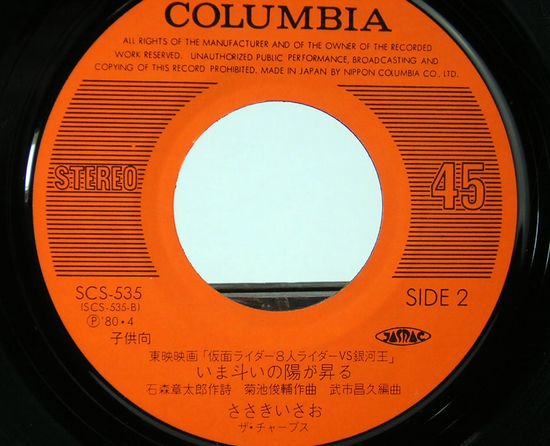 COLUMBIA
ALL RIGHTS OF THE MANUFACTURER AND OF THE OWNER OF THE RECORDED
WORK RESERVED. UNAUTHORIZED PUBLIC PERFORMANCE, BROADCASTING AND
COPYING OF THIS RECORD PROHIBITED. MADE IN JAPAN BY NIPPON COLUMBIA CO., LTD.
STEREO
45
SCS-535
(SCS-535-B)
Ⓟ'80・4
子供向
SIDE 2
JASRAC
東映映画「仮面ライダー8人ライダーVS銀河王」
いま斗いの陽が昇る
石森章太郎作詩 菊池俊輔作曲 武市昌久編曲
ささきいさお
ザ・チャープス